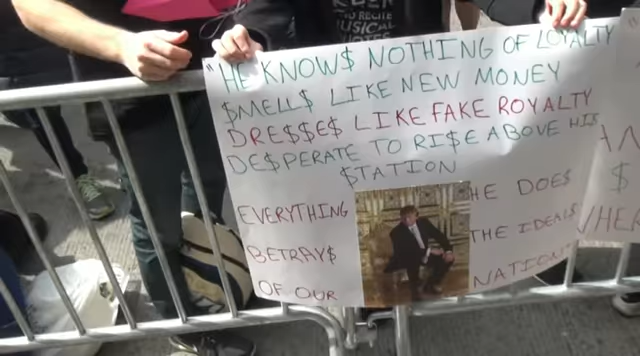 "HE KNOW$ NOTHING OF LOYALTY
$MELL$ LIKE NEW MONEY
DRE$$E$ LIKE FAKE ROYALTY
DE$PERATE TO RI$E ABOVE HI$
$TATION
EVERYTHING HE DOE$
BETRAY$ THE IDEAL$
OF OUR NATION"